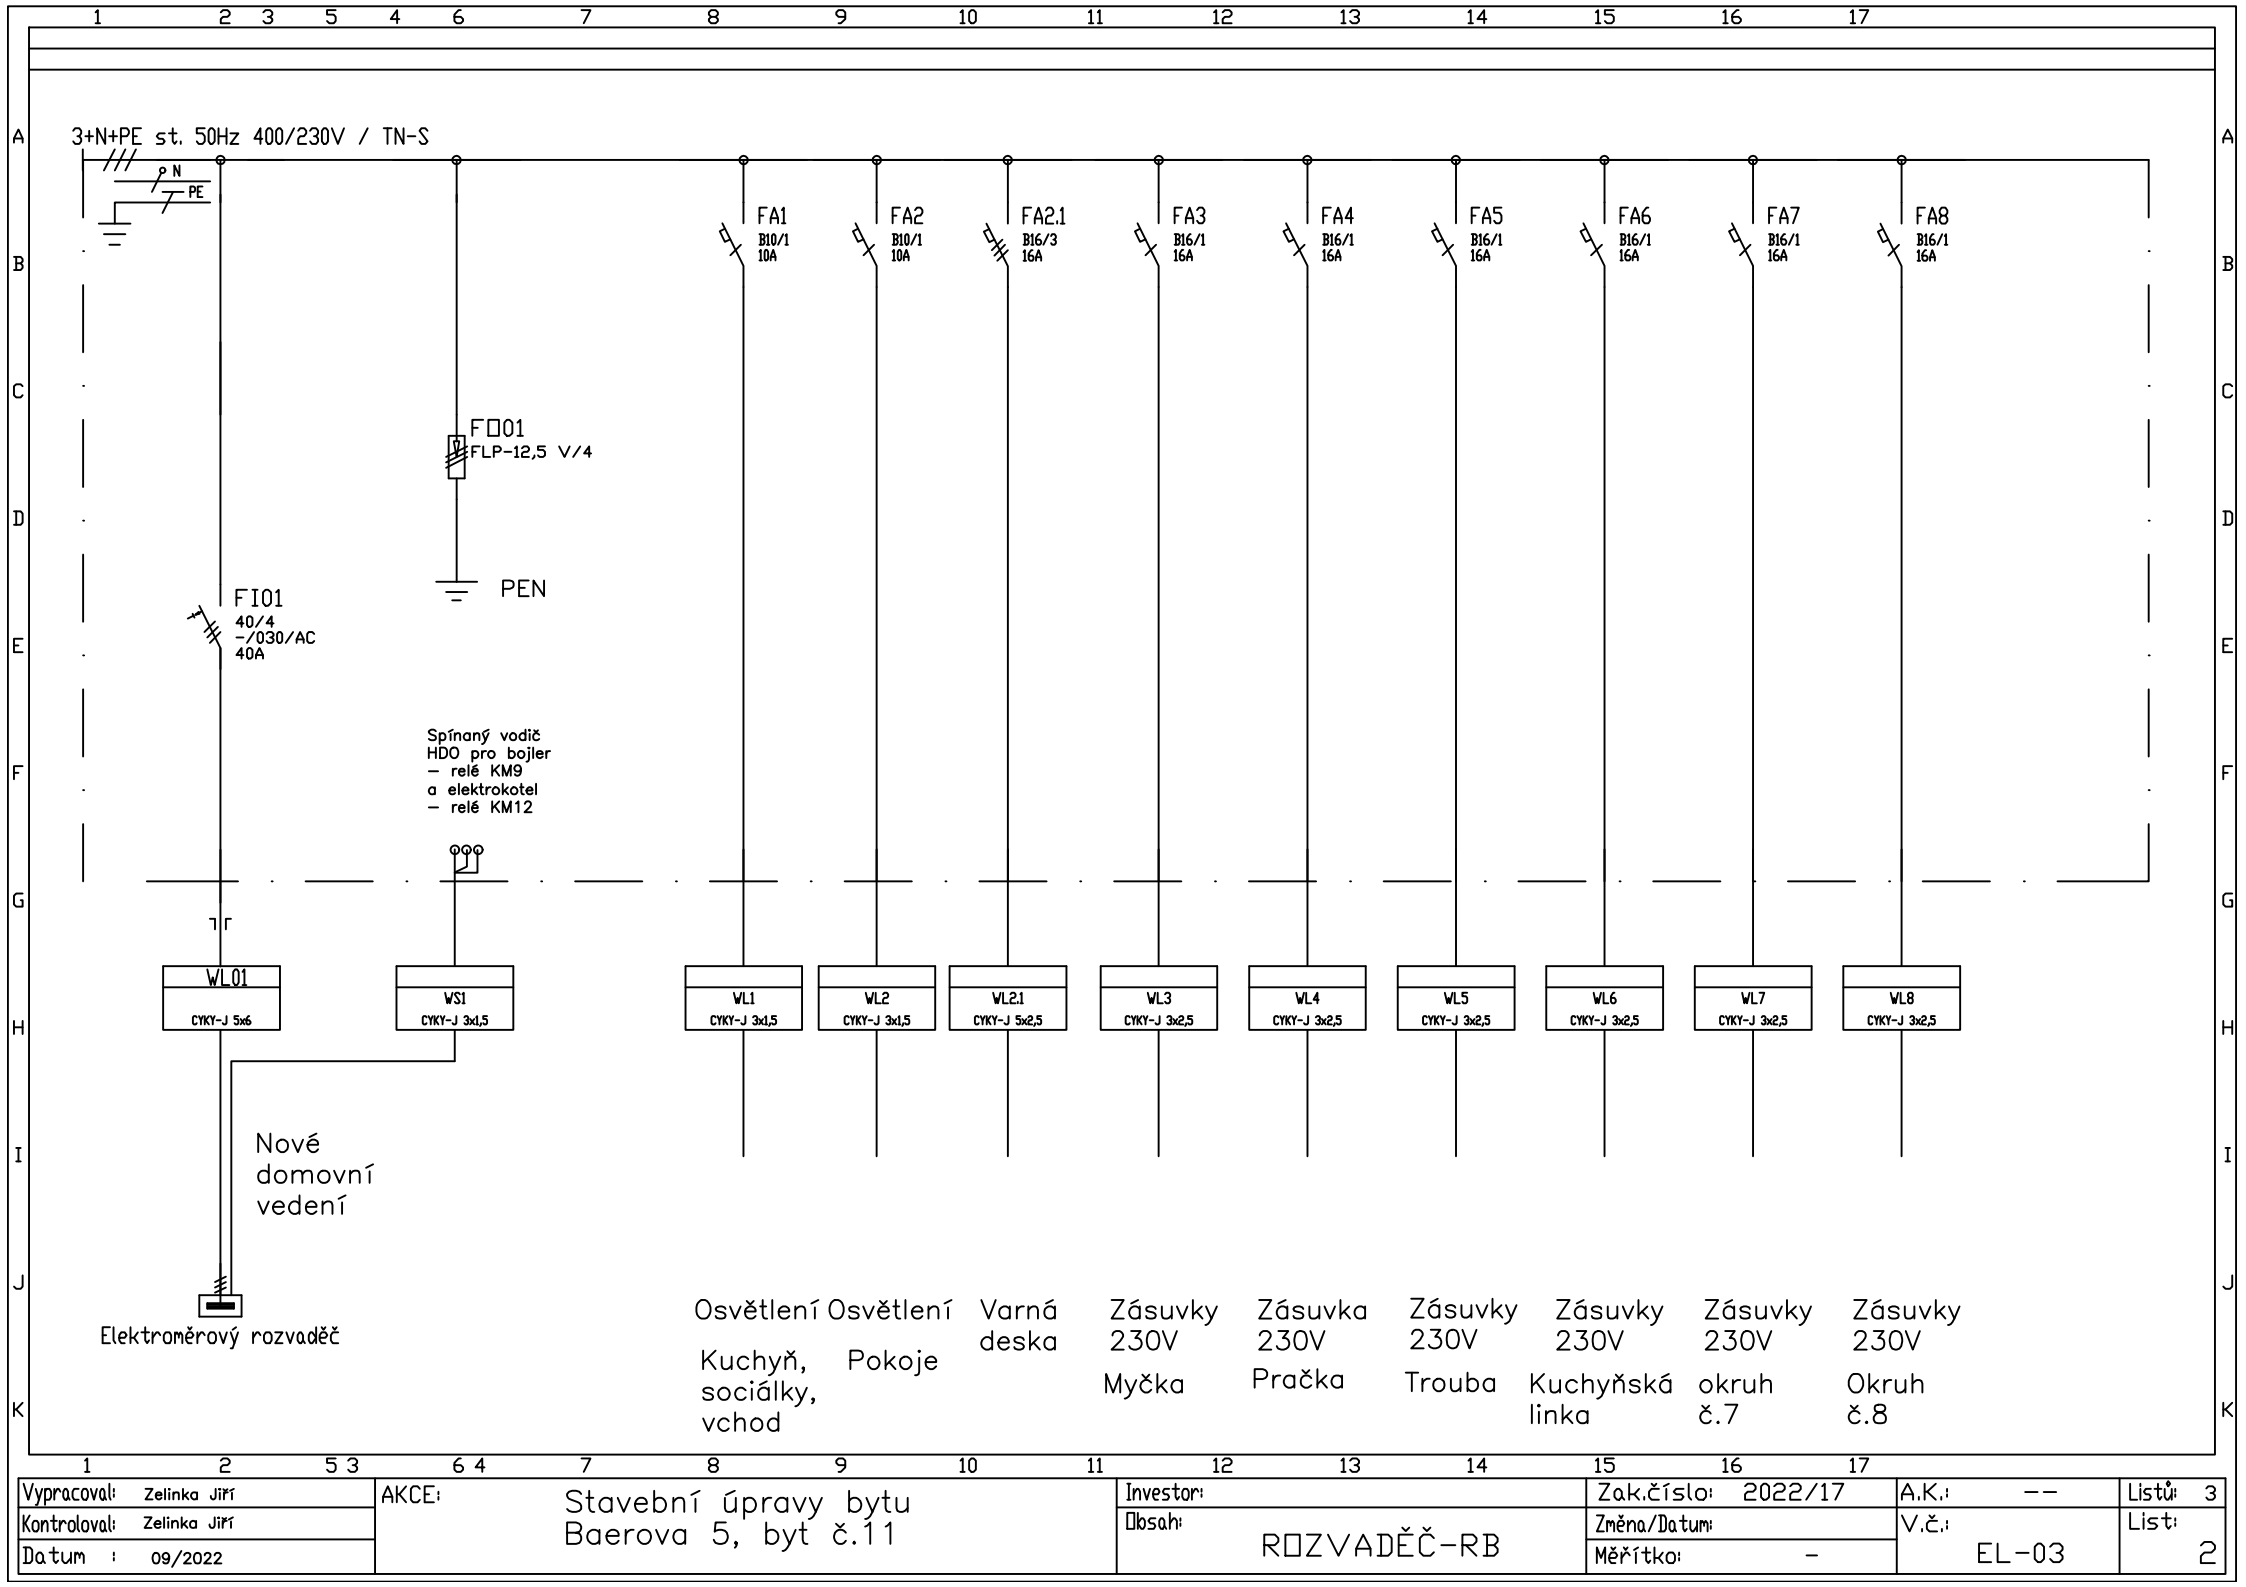 1 2 3 5 4 6 7 8 9 10 11 12 13 14 15 16 17
A 3+N+PE st. 50Hz 400/230V / TN-S A
N
PE
FA1 FA2 FA2.1 FA3 FA4 FA5 FA6 FA7 FA8
B10/1 B10/1 B16/3 B16/1 B16/1 B16/1 B16/1 B16/1 B16/1
10A 10A 16A 16A 16A 16A 16A 16A 16A
B B
C C
FO01
FLP-12,5 V/4
D D
PEN
FI01
40/4
-/030/AC
40A
E E
Spínaný vodič
HDO pro bojler
- relé KM9
a elektrokotel
- relé KM12
F F
G G
WL01
WS1 WL1 WL2 WL2.1 WL3 WL4 WL5 WL6 WL7 WL8
CYKY-J 5x6 CYKY-J 3x1,5 CYKY-J 3x1,5 CYKY-J 3x1,5 CYKY-J 5x2,5 CYKY-J 3x2,5 CYKY-J 3x2,5 CYKY-J 3x2,5 CYKY-J 3x2,5 CYKY-J 3x2,5 CYKY-J 3x2,5
H H
Nové
domovní
vedení
I I
J J
Elektroměrový rozvaděč
Osvětlení
Kuchyň,
sociálky,
vchod
Osvětlení
Pokoje
Varná
deska
Zásuvky
230V
Myčka
Zásuvka
230V
Pračka
Zásuvky
230V
Trouba
Zásuvky
230V
Kuchyňská
linka
Zásuvky
230V
okruh
č.7
Zásuvky
230V
Okruh
č.8
K K
1 2 5 3 6 4 7 8 9 10 11 12 13 14 15 16 17
Vypracoval: Zelinka Jiří
Kontroloval: Zelinka Jiří
Datum : 09/2022
AKCE: Stavební úpravy bytu
Baerova 5, byt č.11
Investor:
Obsah:
ROZVADĚČ-RB
Zak.číslo: 2022/17
Změna/Datum:
Měřítko: -
A.K.: --
V.č.:
EL-03
Listů: 3
List:
2